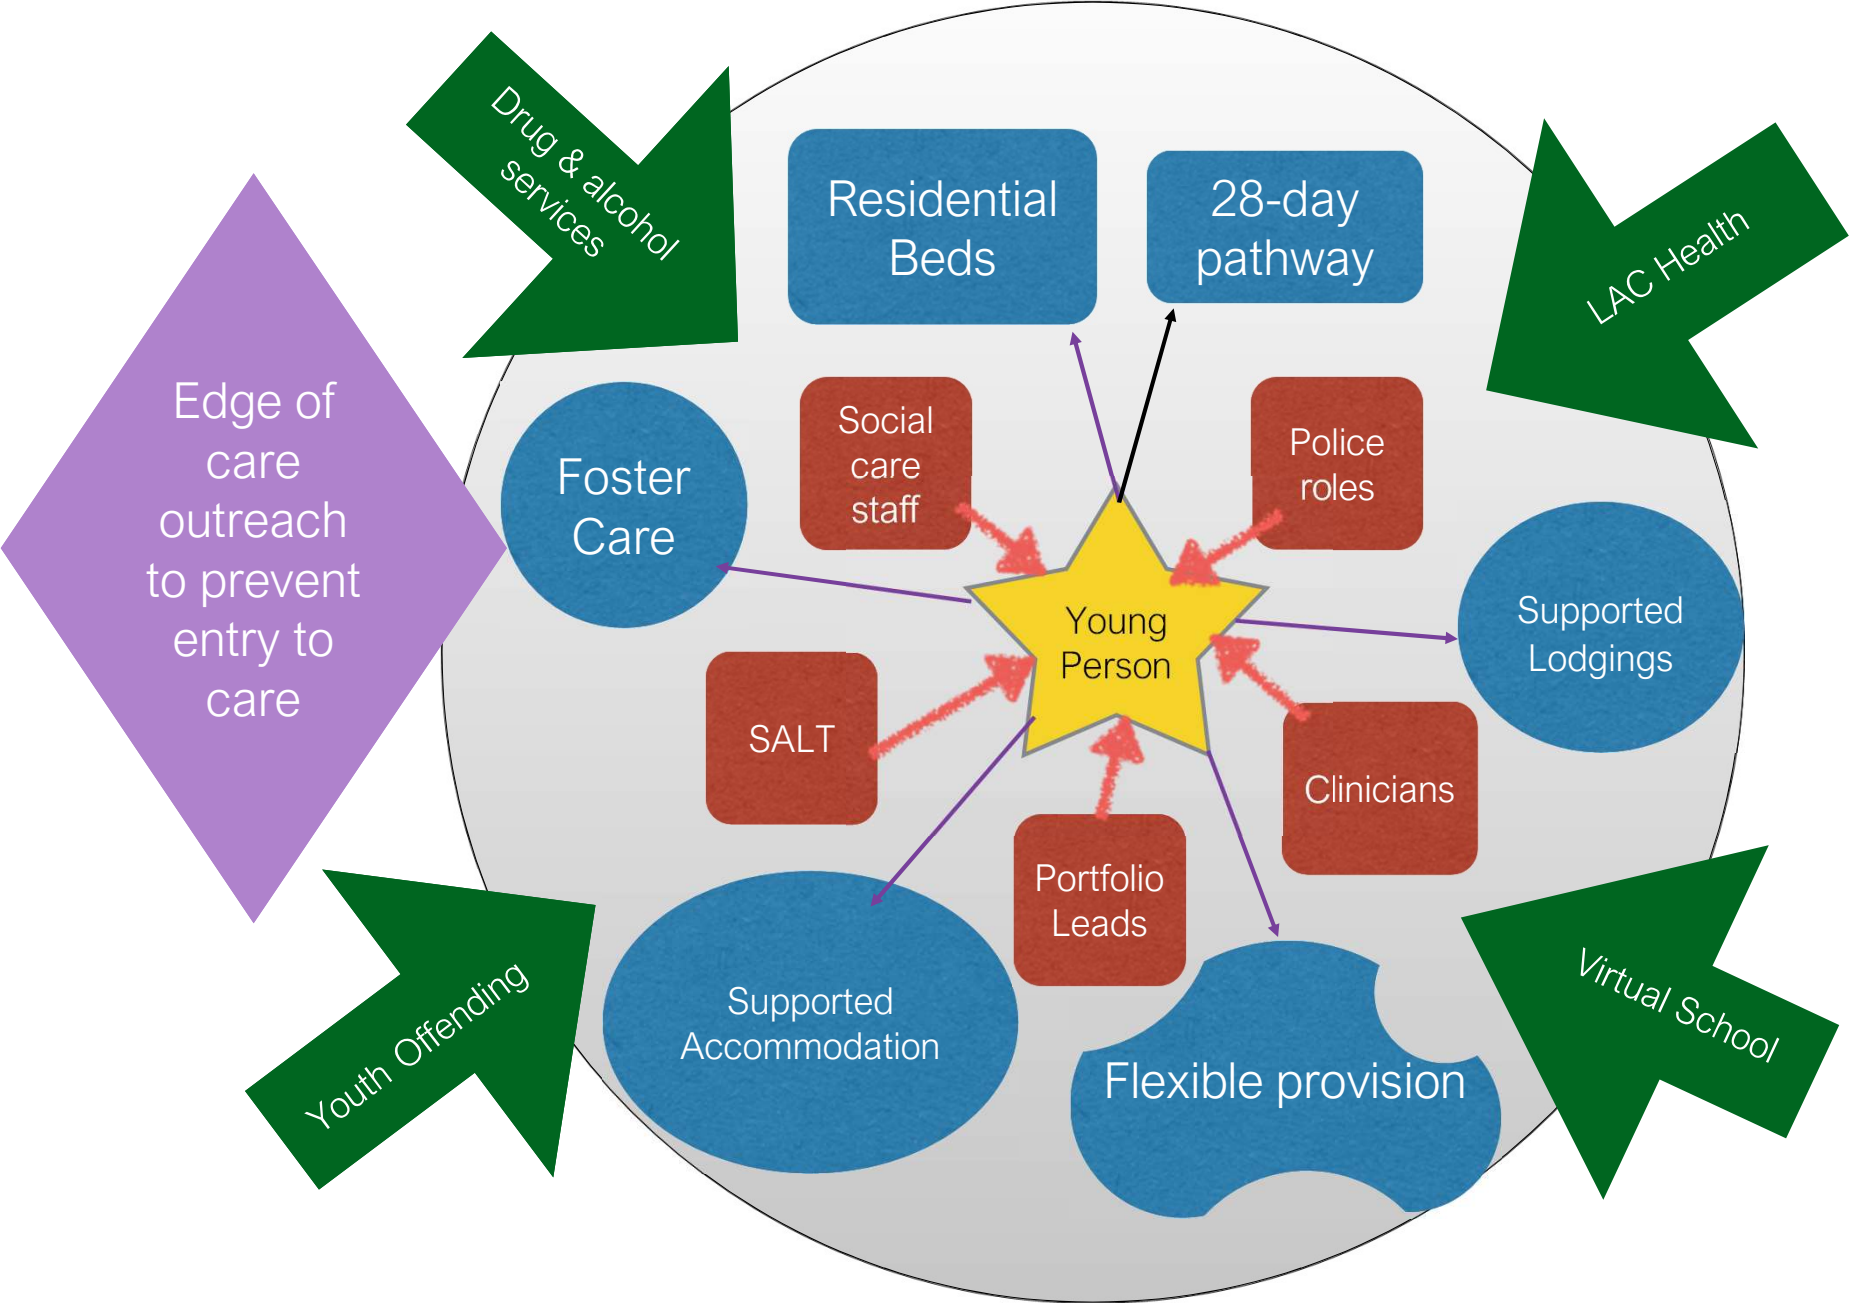 Drug & alcohol
services
Residential
Beds
28-day
pathway
LAC Health
Edge of
care
outreach
to prevent
entry to
care
Foster
Care
Social
care
staff
Police
roles
Supported
Lodgings
Young
Person
SALT
Clinicians
Portfolio
Leads
Youth Offending
Supported
Accommodation
Flexible provision
Virtual School